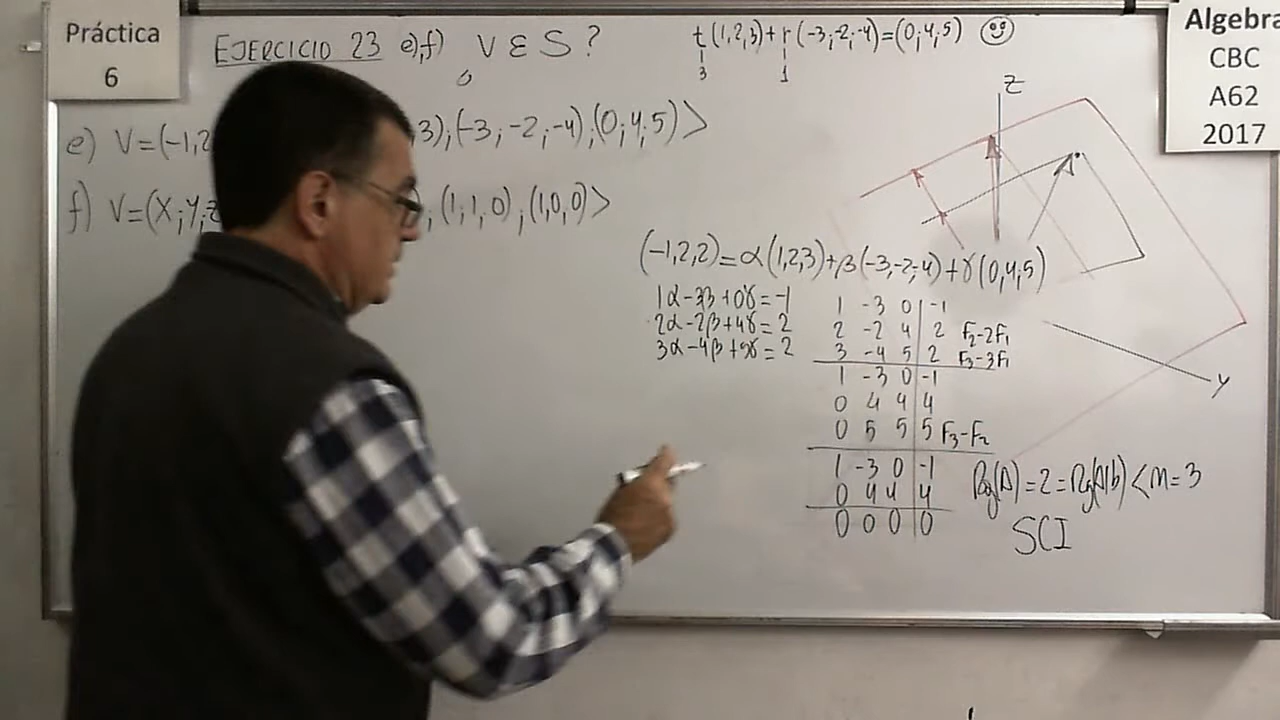 Práctica
6
Algebra
CBC
A62
2017
EJERCICIO 23 e),f) V ∈ S ?
t(1,2,3)+r(-3;-2;-4)=(0;4;5)
3 1
e) V=(-1,2 3);(-3;-2;-4);(0;4;5)>
f) V=(X;Y;z (1;1;0);(1,0,0)>
Z
y
(-1,2,2)=α(1,2,3)+β(-3;-2;-4)+γ(0;4;5)
1α-3β+0γ=-1
2α-2β+4γ=2
3α-4β+5γ=2
1 -3 0 | -1
2 -2 4 | 2 F2-2F1
3 -4 5 | 2 F3-3F1
1 -3 0 | -1
0 4 4 | 4
0 5 5 | 5 F3-F2
1 -3 0 | -1
0 4 4 | 4
0 0 0 | 0
Rg(A)=2=Rg(A|b)<n=3
SCI